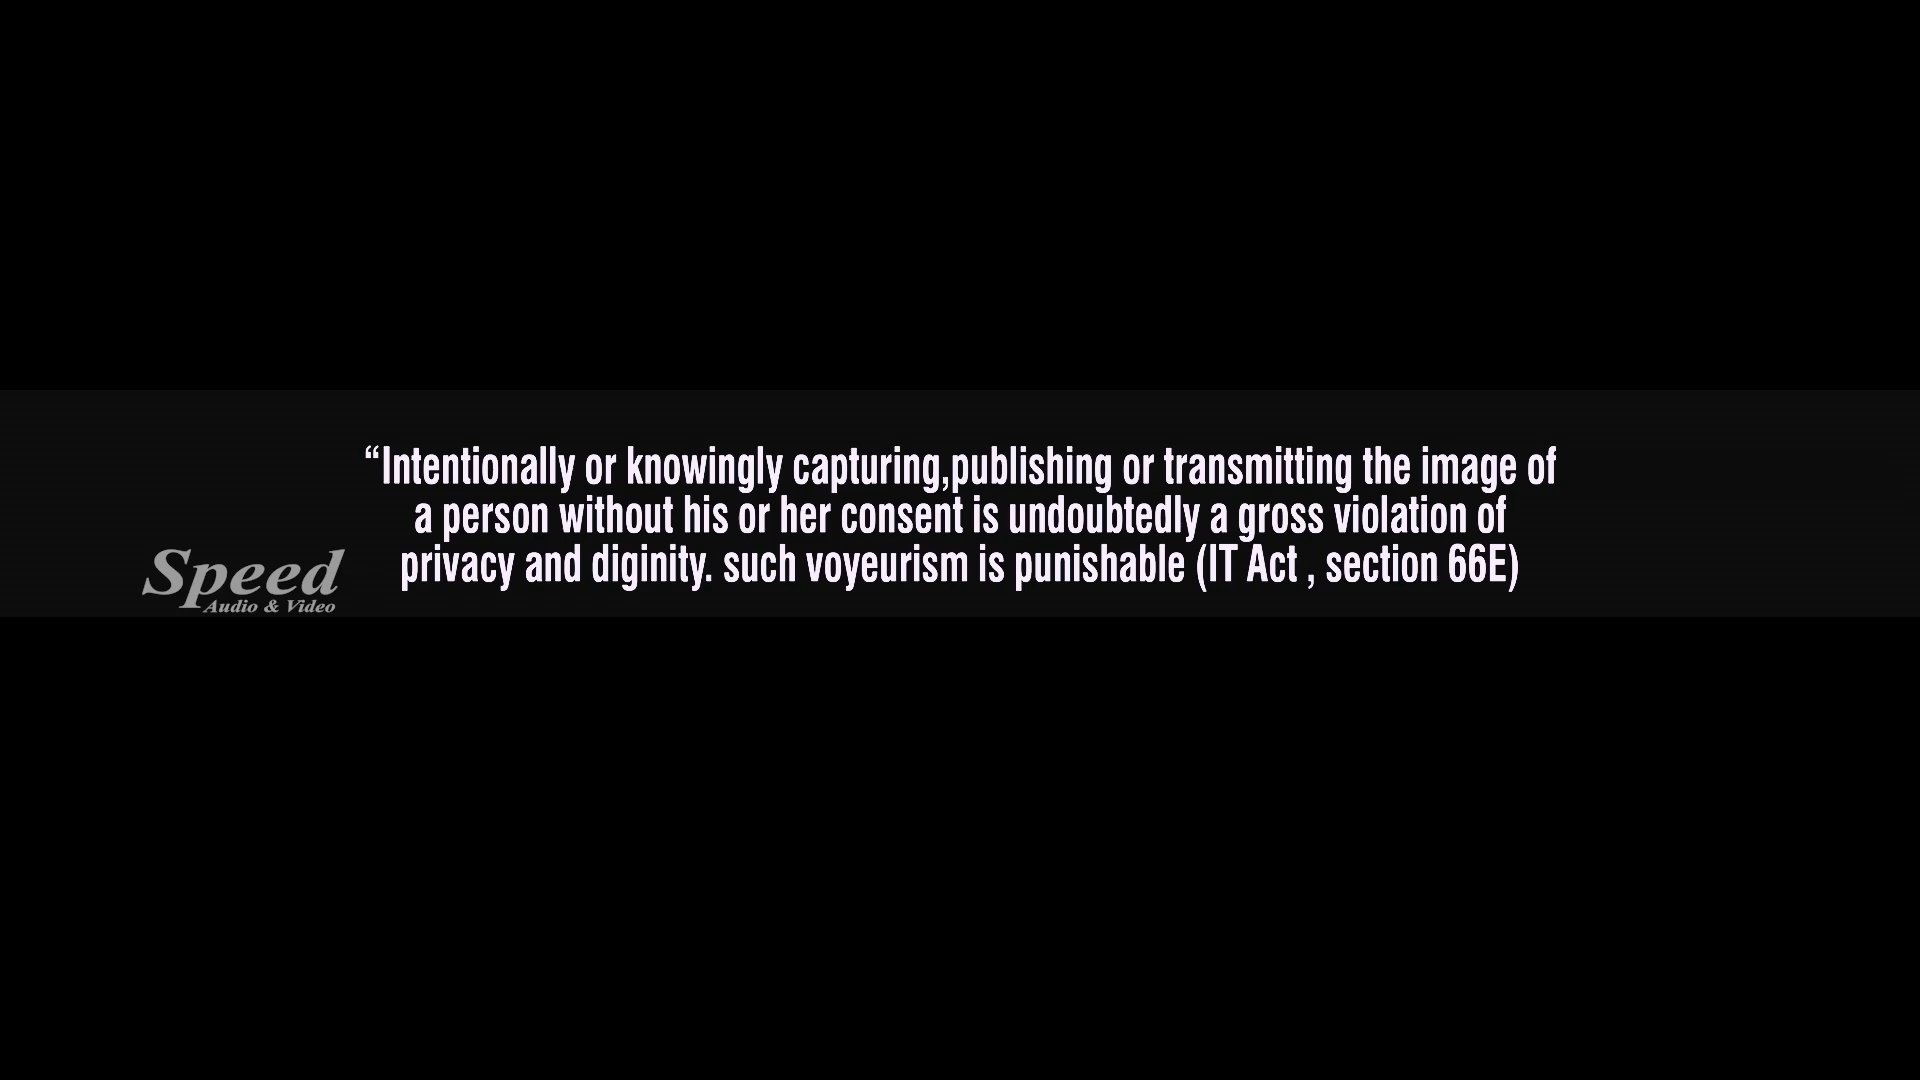 “Intentionally or knowingly capturing,publishing or transmitting the image of
a person without his or her consent is undoubtedly a gross violation of
privacy and diginity. such voyeurism is punishable (IT Act , section 66E)
Speed
Audio & Video